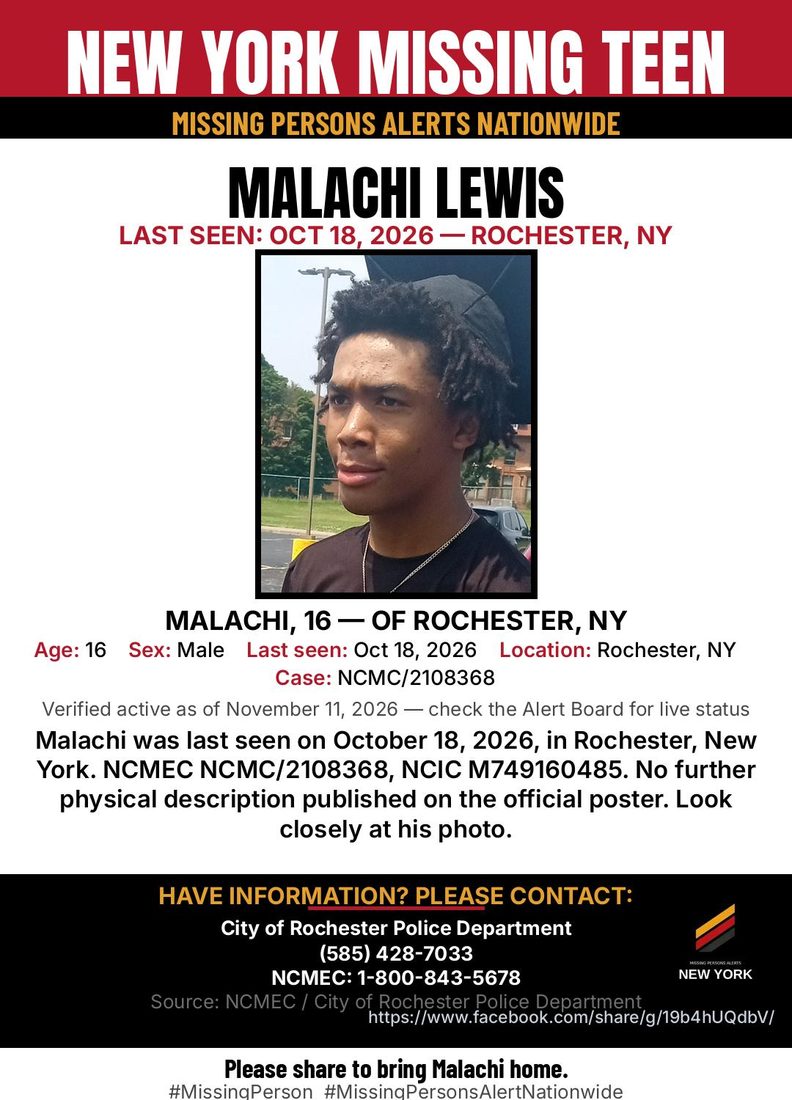 NEW YORK MISSING TEEN
MISSING PERSONS ALERTS NATIONWIDE
MALACHI LEWIS
LAST SEEN: OCT 18, 2026 — ROCHESTER, NY
MALACHI, 16 — OF ROCHESTER, NY
Age: 16 Sex: Male Last seen: Oct 18, 2026 Location: Rochester, NY
Case: NCMC/2108368
Verified active as of November 11, 2026 — check the Alert Board for live status
Malachi was last seen on October 18, 2026, in Rochester, New
York. NCMEC NCMC/2108368, NCIC M749160485. No further
physical description published on the official poster. Look
closely at his photo.
HAVE INFORMATION? PLEASE CONTACT:
City of Rochester Police Department
(585) 428-7033
NCMEC: 1-800-843-5678
Source: NCMEC / City of Rochester Police Department
https://www.facebook.com/share/g/19b4hUQdbV/
MISSING PERSONS ALERTS
NEW YORK
Please share to bring Malachi home.
#MissingPerson #MissingPersonsAlertNationwide